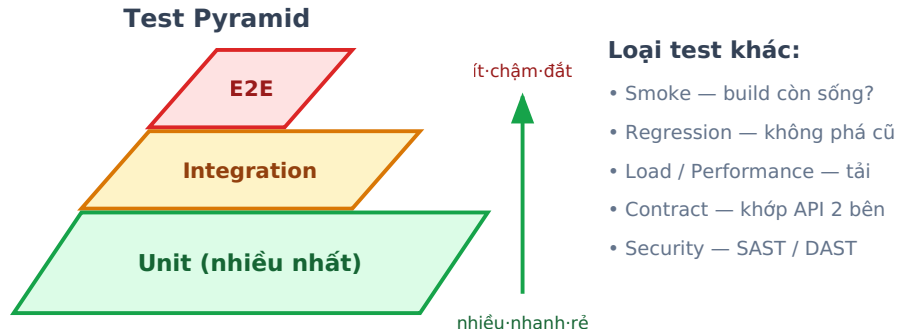 Test Pyramid
E2E
Integration
Unit (nhiều nhất)
ít·chậm·đắt
nhiều·nhanh·rẻ
Loại test khác:
• Smoke — build còn sống?
• Regression — không phá cũ
• Load / Performance — tải
• Contract — khớp API 2 bên
• Security — SAST / DAST